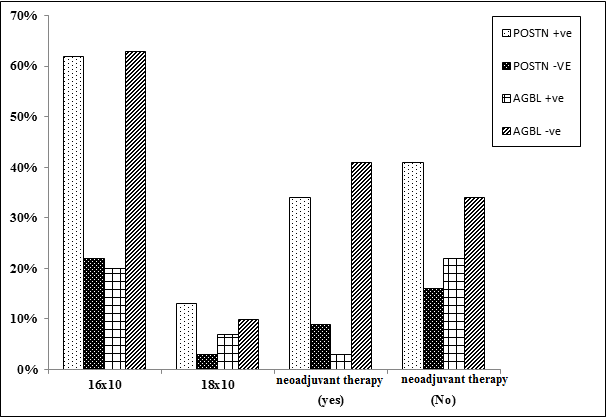 70%
60%
50%
40%
30%
20%
10%
0%
POSTN +ve
POSTN -VE
AGBL +ve
AGBL -ve
16x10
18x10
neoadjuvant therapy
(yes)
neoadjuvant therapy
(No)